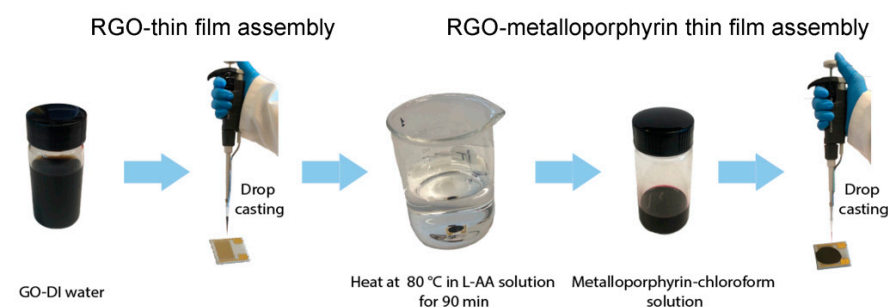 RGO-thin film assembly
RGO-metalloporphyrin thin film assembly
Drop
casting
Drop
casting
GO-DI water
Heat at 80 °C in L-AA solution
for 90 min
Metalloporphyrin-chloroform
solution